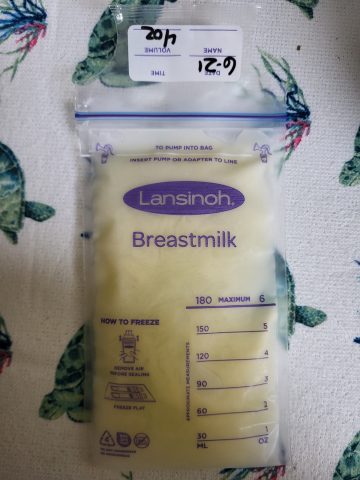 4oz
VOLUME
NAME
6-21
DATE
TIME
TO PUMP INTO BAG
INSERT PUMP OR ADAPTER TO LINE
Lansinoh®
Breastmilk
180 MAXIMUM 6
150 5
120 4
90 3
60 2
30 1
ML OZ
APPROXIMATE MEASUREMENTS
HOW TO FREEZE
REMOVE AIR
BEFORE SEALING
FREEZE FLAT